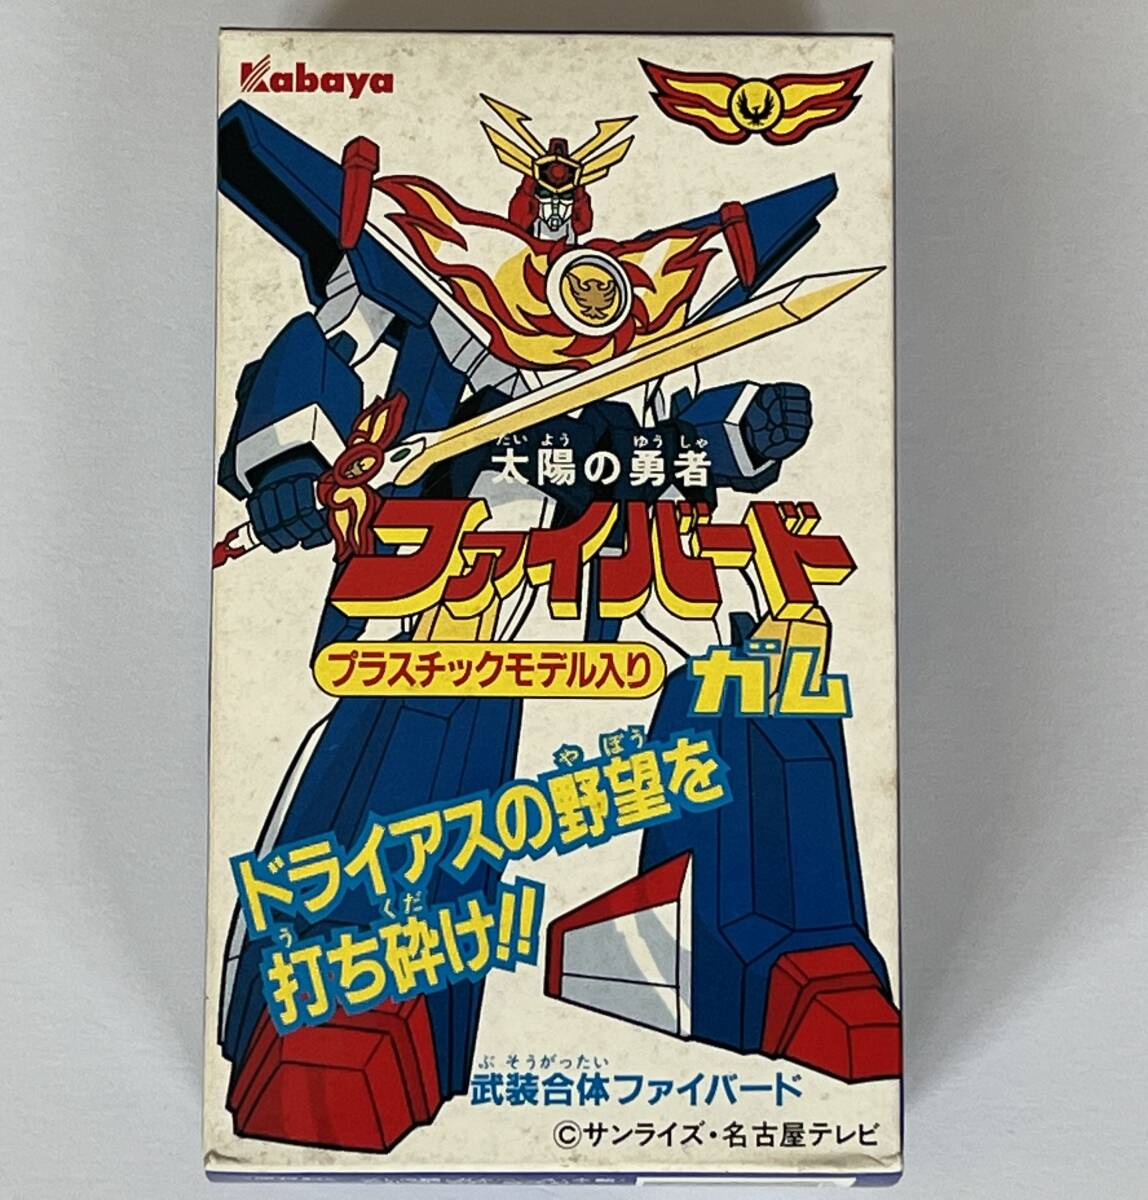 Kabaya
たいようのゆうしゃ
太陽の勇者
ファイバード
プラスチックモデル入り
ガム
やぼう
ドライアスの野望を
うくだ
打ち砕け!!
ぶそうがったい
武装合体ファイバード
©サンライズ・名古屋テレビ